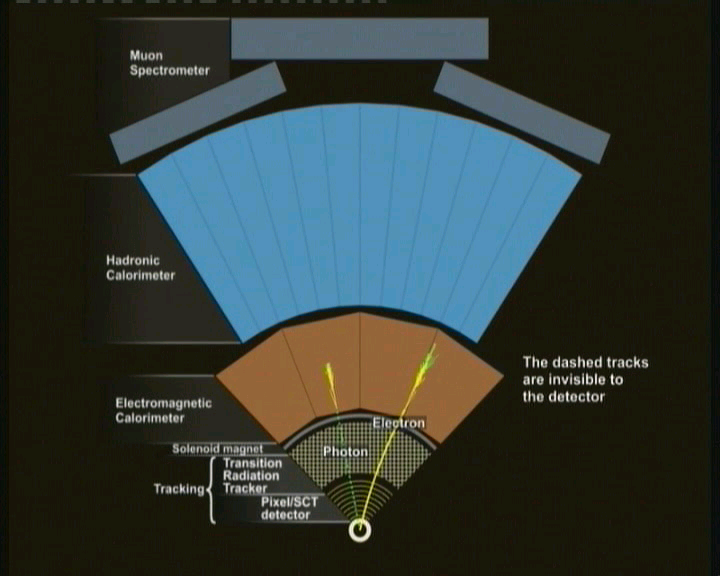 Muon
Spectrometer
Hadronic
Calorimeter
The dashed tracks
are invisible to
the detector
Electromagnetic
Calorimeter
Electron
Solenoid magnet
Photon
Transition
Radiation
Tracker
Tracking
Pixel/SCT
detector